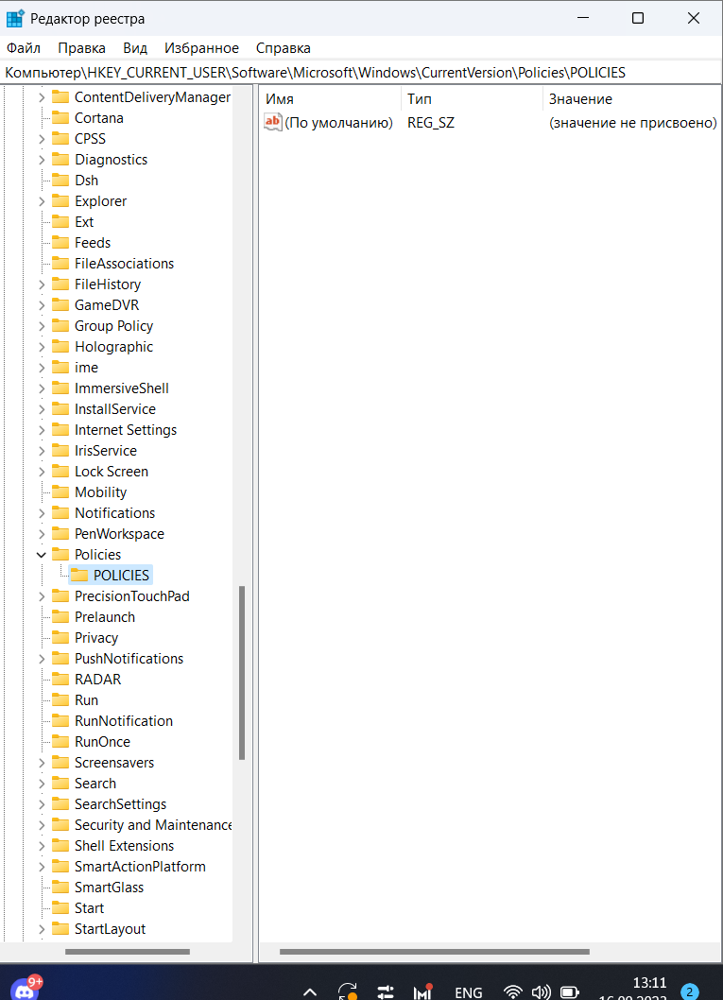 Редактор реестра
Файл Правка Вид Избранное Справка
Компьютер\HKEY_CURRENT_USER\Software\Microsoft\Windows\CurrentVersion\Policies\POLICIES
ContentDeliveryManager
Cortana
CPSS
Diagnostics
Dsh
Explorer
Ext
Feeds
FileAssociations
FileHistory
GameDVR
Group Policy
Holographic
ime
ImmersiveShell
InstallService
Internet Settings
IrisService
Lock Screen
Mobility
Notifications
PenWorkspace
Policies
POLICIES
PrecisionTouchPad
Prelaunch
Privacy
PushNotifications
RADAR
Run
RunNotification
RunOnce
Screensavers
Search
SearchSettings
Security and Maintenance
Shell Extensions
SmartActionPlatform
SmartGlass
Start
StartLayout
Имя Тип Значение
ab (По умолчанию) REG_SZ (значение не присвоено)
9+
ENG
13:11
2